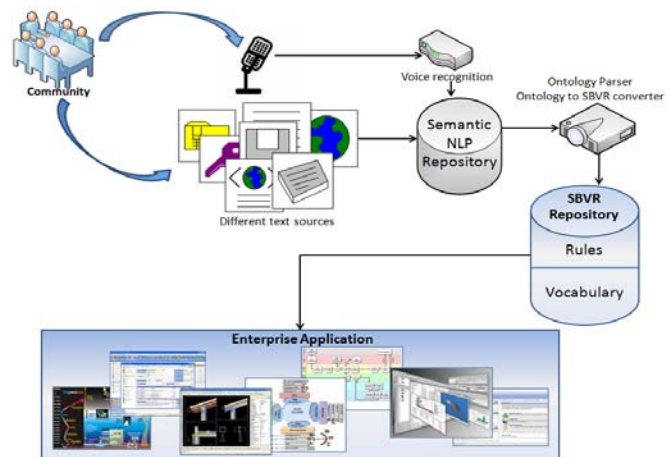 Community
Voice recognition
Ontology Parser
Ontology to SBVR converter
Semantic
NLP
Repository
Different text sources
SBVR
Repository
Rules
Vocabulary
Enterprise Application